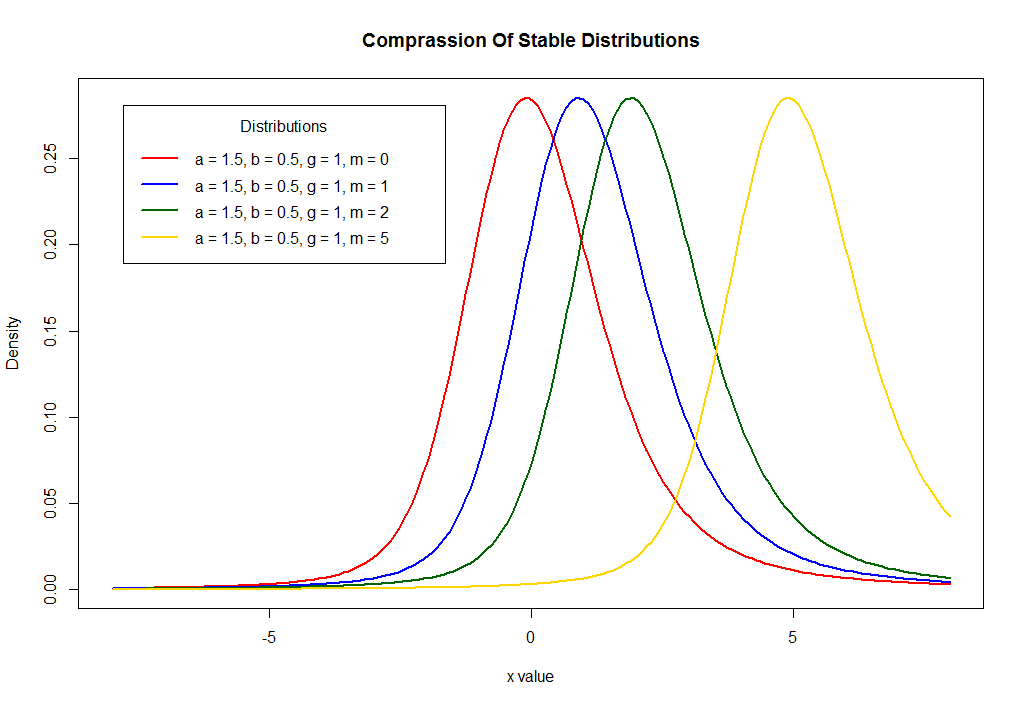 Comprassion Of Stable Distributions
Distributions
a = 1.5, b = 0.5, g = 1, m = 0
a = 1.5, b = 0.5, g = 1, m = 1
a = 1.5, b = 0.5, g = 1, m = 2
a = 1.5, b = 0.5, g = 1, m = 5
Density
0.25
0.20
0.15
0.10
0.05
0.00
-5 0 5
x value